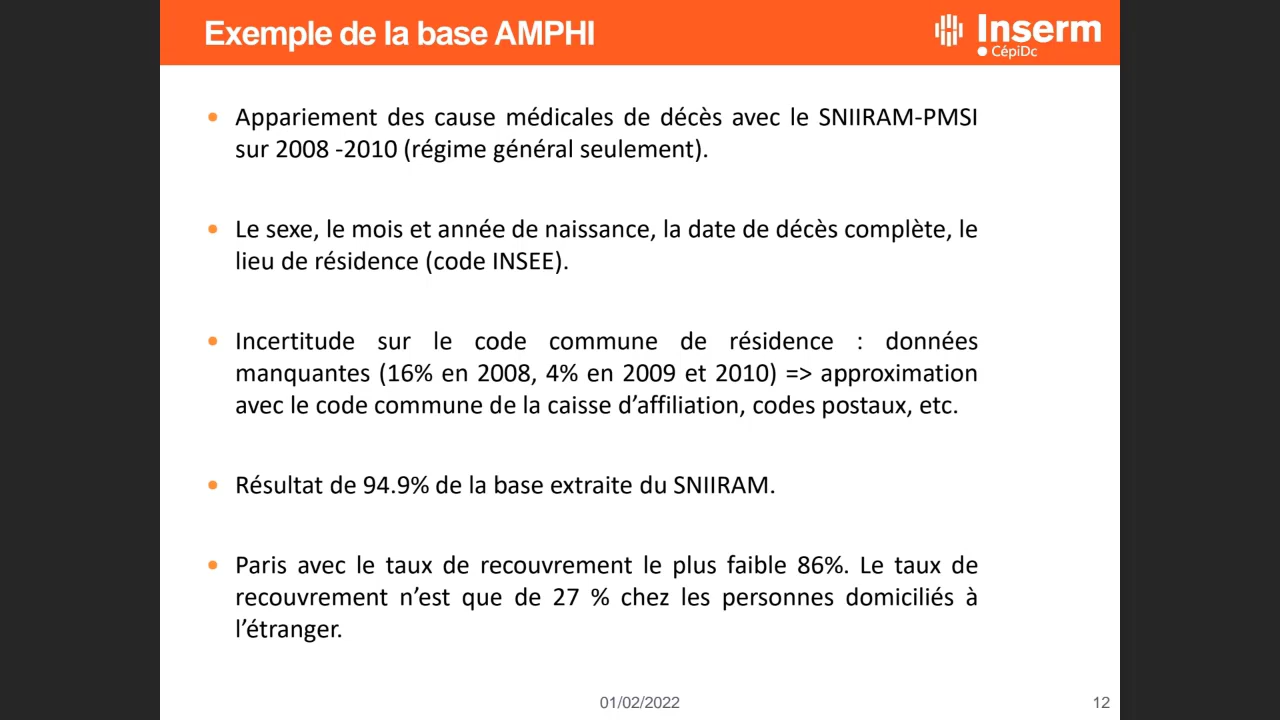 Exemple de la base AMPHI
Inserm
CépiDc
• Appariement des cause médicales de décès avec le SNIIRAM-PMSI
sur 2008 -2010 (régime général seulement).
• Le sexe, le mois et année de naissance, la date de décès complète, le
lieu de résidence (code INSEE).
• Incertitude sur le code commune de résidence : données
manquantes (16% en 2008, 4% en 2009 et 2010) => approximation
avec le code commune de la caisse d’affiliation, codes postaux, etc.
• Résultat de 94.9% de la base extraite du SNIIRAM.
• Paris avec le taux de recouvrement le plus faible 86%. Le taux de
recouvrement n’est que de 27 % chez les personnes domiciliés à
l’étranger.
01/02/2022
12